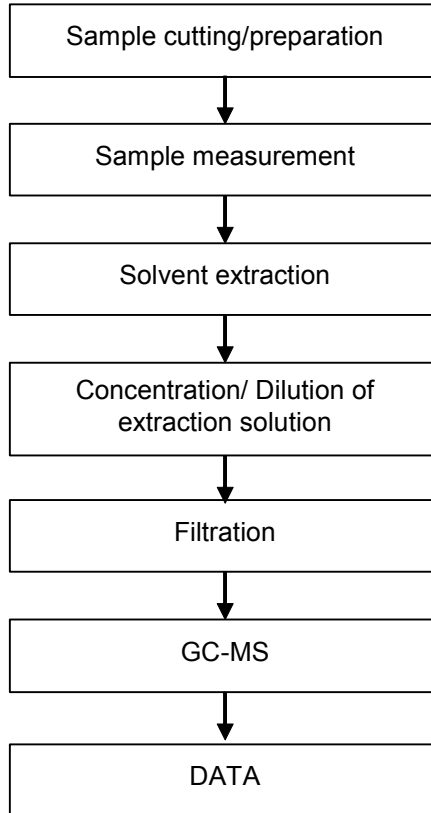 Sample cutting/preparation
Sample measurement
Solvent extraction
Concentration/ Dilution of
extraction solution
Filtration
GC-MS
DATA